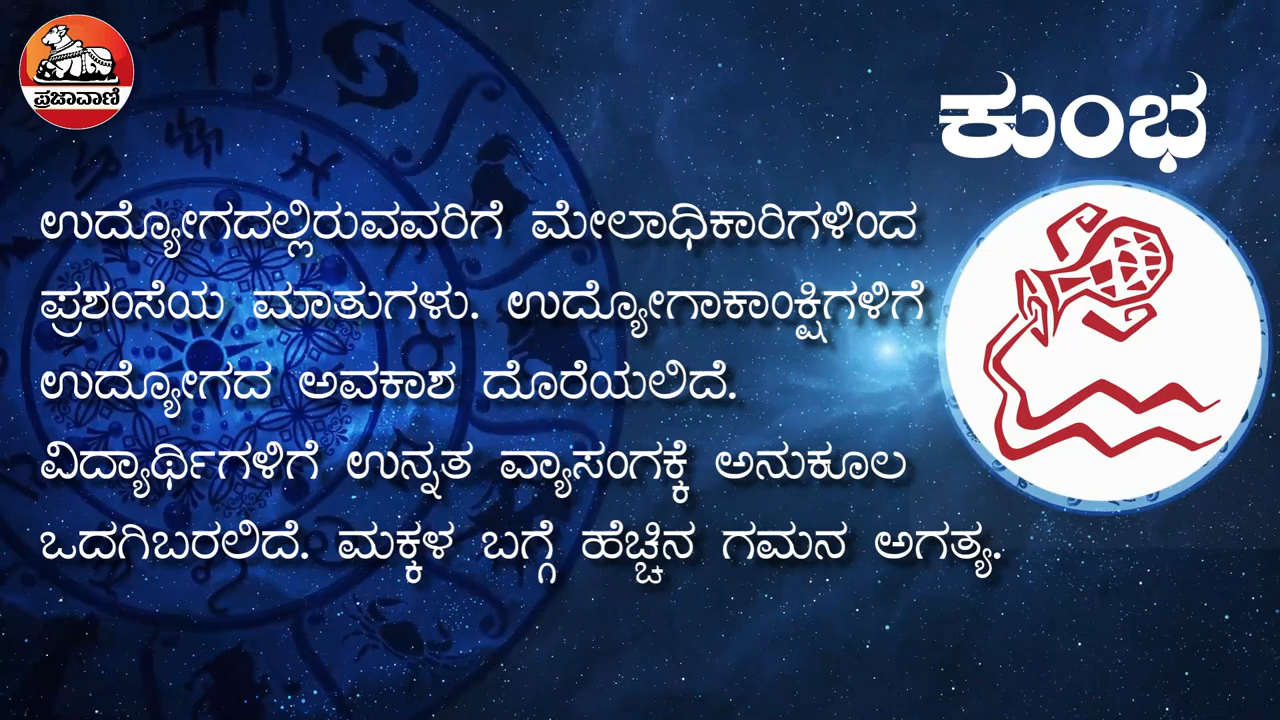 ಪ್ರಜಾವಾಣಿ
ಕುಂಭ
ಉದ್ಯೋಗದಲ್ಲಿರುವವರಿಗೆ ಮೇಲಾಧಿಕಾರಿಗಳಿಂದ
ಪ್ರಶಂಸೆಯ ಮಾತುಗಳು. ಉದ್ಯೋಗಾಕಾಂಕ್ಷಿಗಳಿಗೆ
ಉದ್ಯೋಗದ ಅವಕಾಶ ದೊರೆಯಲಿದೆ.
ವಿದ್ಯಾರ್ಥಿಗಳಿಗೆ ಉನ್ನತ ವ್ಯಾಸಂಗಕ್ಕೆ ಅನುಕೂಲ
ಒದಗಿಬರಲಿದೆ. ಮಕ್ಕಳ ಬಗ್ಗೆ ಹೆಚ್ಚಿನ ಗಮನ ಅಗತ್ಯ.